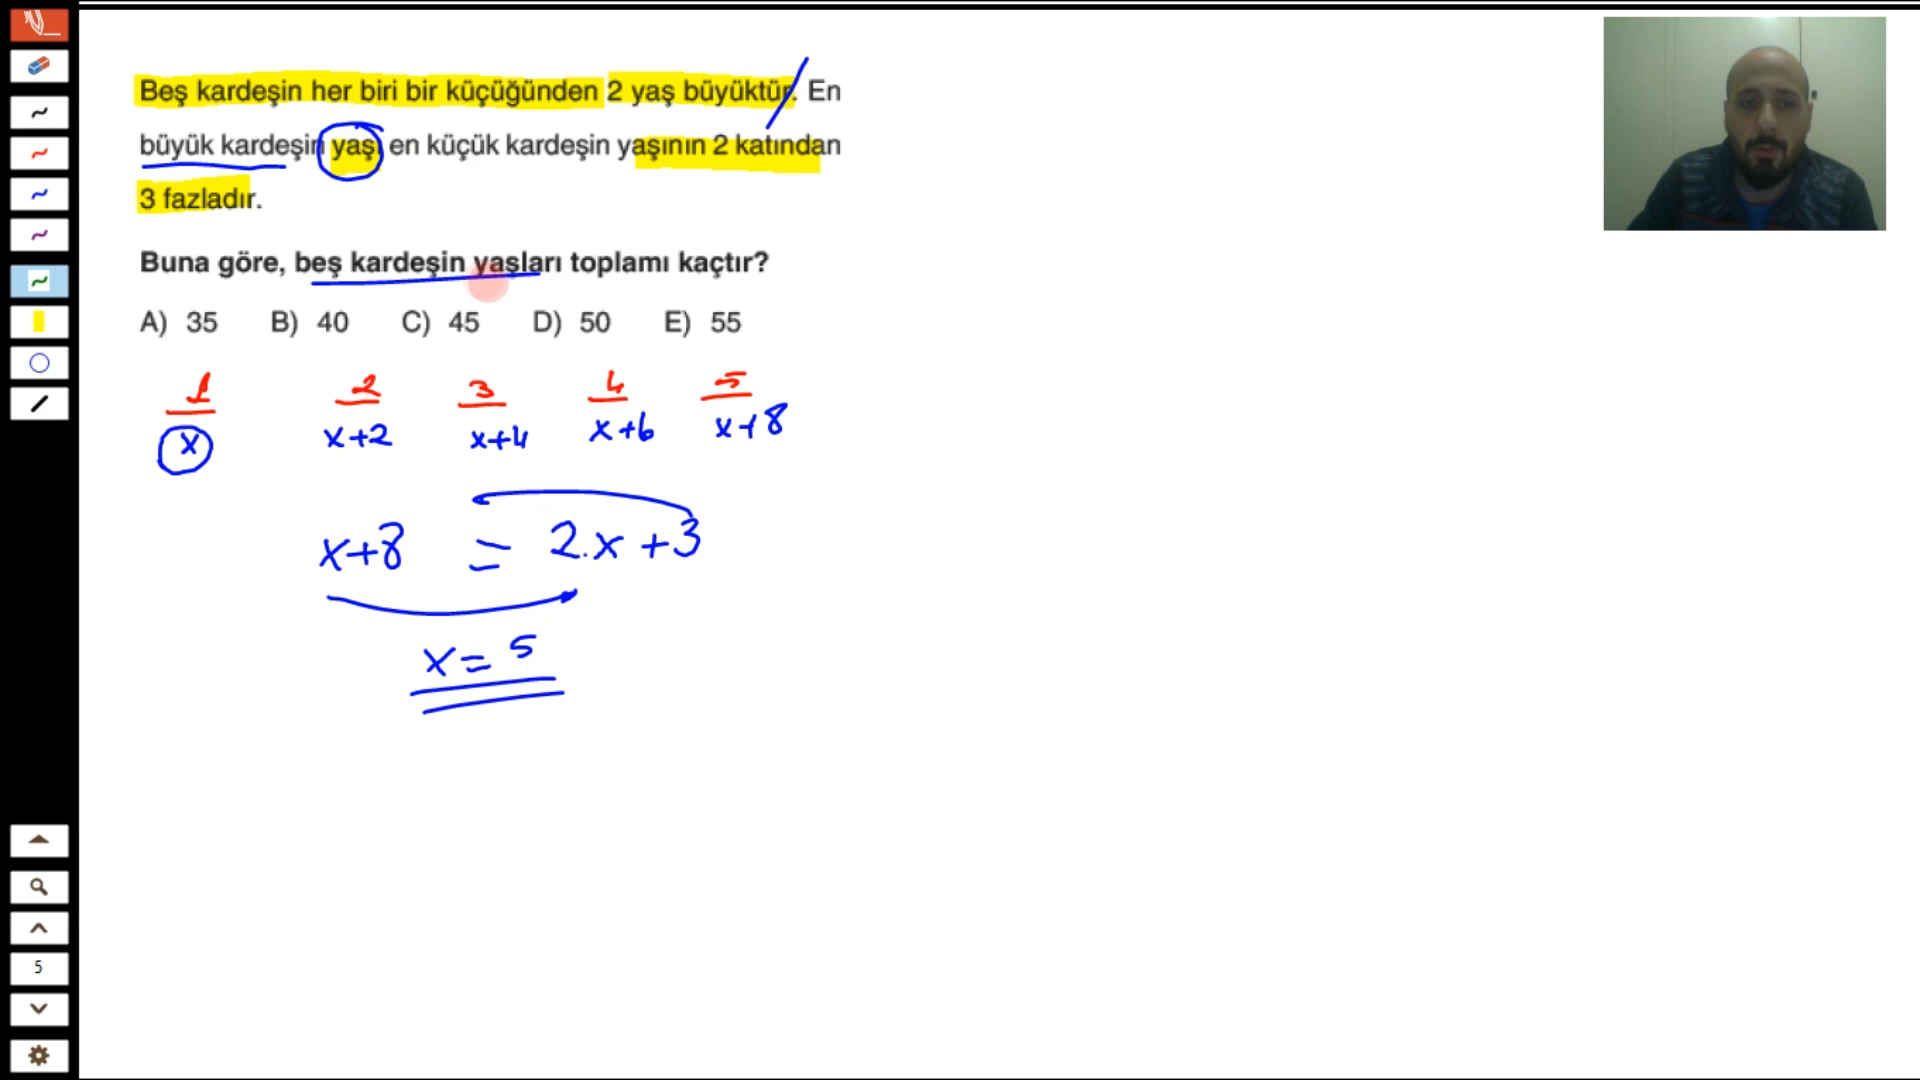 Beş kardeşin her biri bir küçüğünden 2 yaş büyüktür. En
büyük kardeşin yaşı en küçük kardeşin yaşının 2 katından
3 fazladır.
Buna göre, beş kardeşin yaşları toplamı kaçtır?
A) 35 B) 40 C) 45 D) 50 E) 55
1 2 3 4 5
x x+2 x+4 x+6 x+8
x+8 = 2.x+3
x=5
5